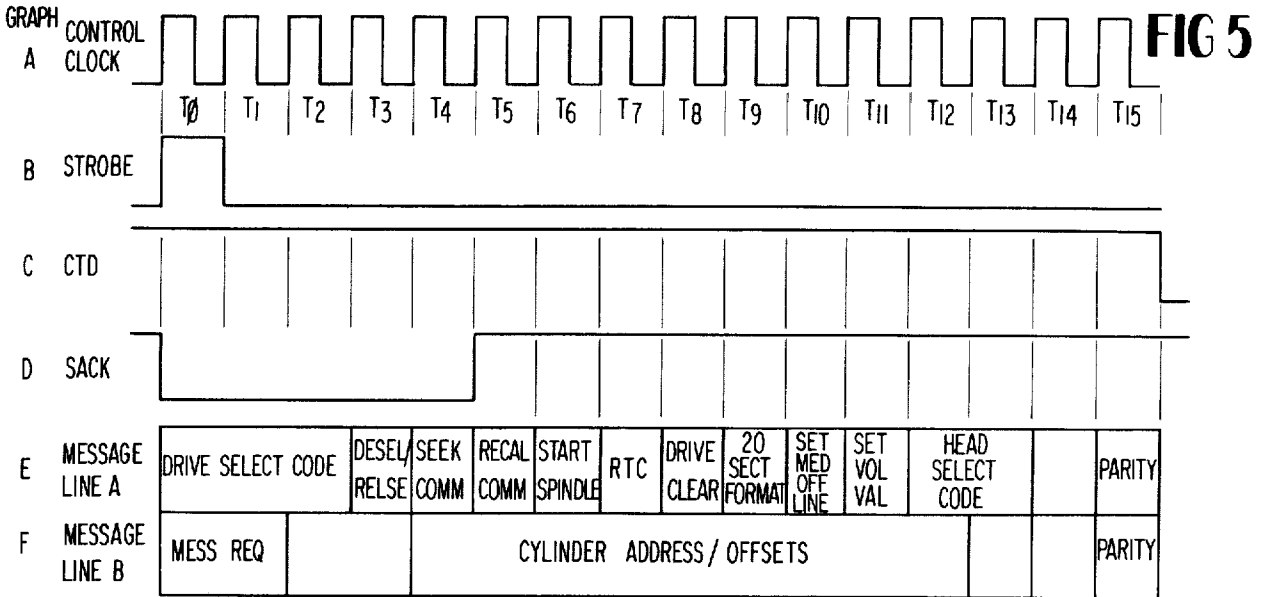 GRAPH
A CONTROL CLOCK
FIG 5
TØ T1 T2 T3 T4 T5 T6 T7 T8 T9 T10 T11 T12 T13 T14 T15
B STROBE
C CTD
D SACK
E MESSAGE LINE A
DRIVE SELECT CODE
DESEL/ RELSE
SEEK COMM
RECAL COMM
START SPINDLE
RTC
DRIVE CLEAR
20 SECT FORMAT
SET MED OFF LINE
SET VOL VAL
HEAD SELECT CODE
PARITY
F MESSAGE LINE B
MESS REQ
CYLINDER ADDRESS / OFFSETS
PARITY